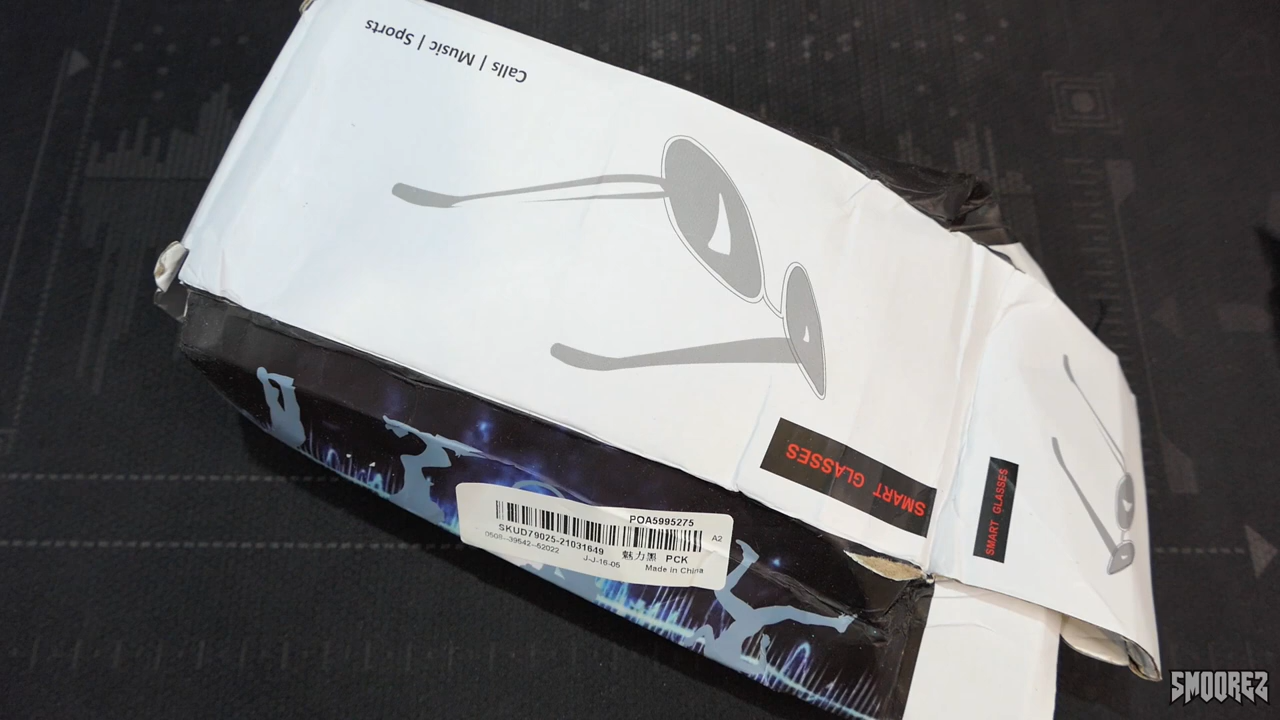 Calls | Music | Sports
SMART GLASSES
SMART GLASSES
POA5995275
A2
SKUD79025-21031649 魅力黑 PCK
0508--39542--52022 J-J-16-05 Made in China
SMOOREZ